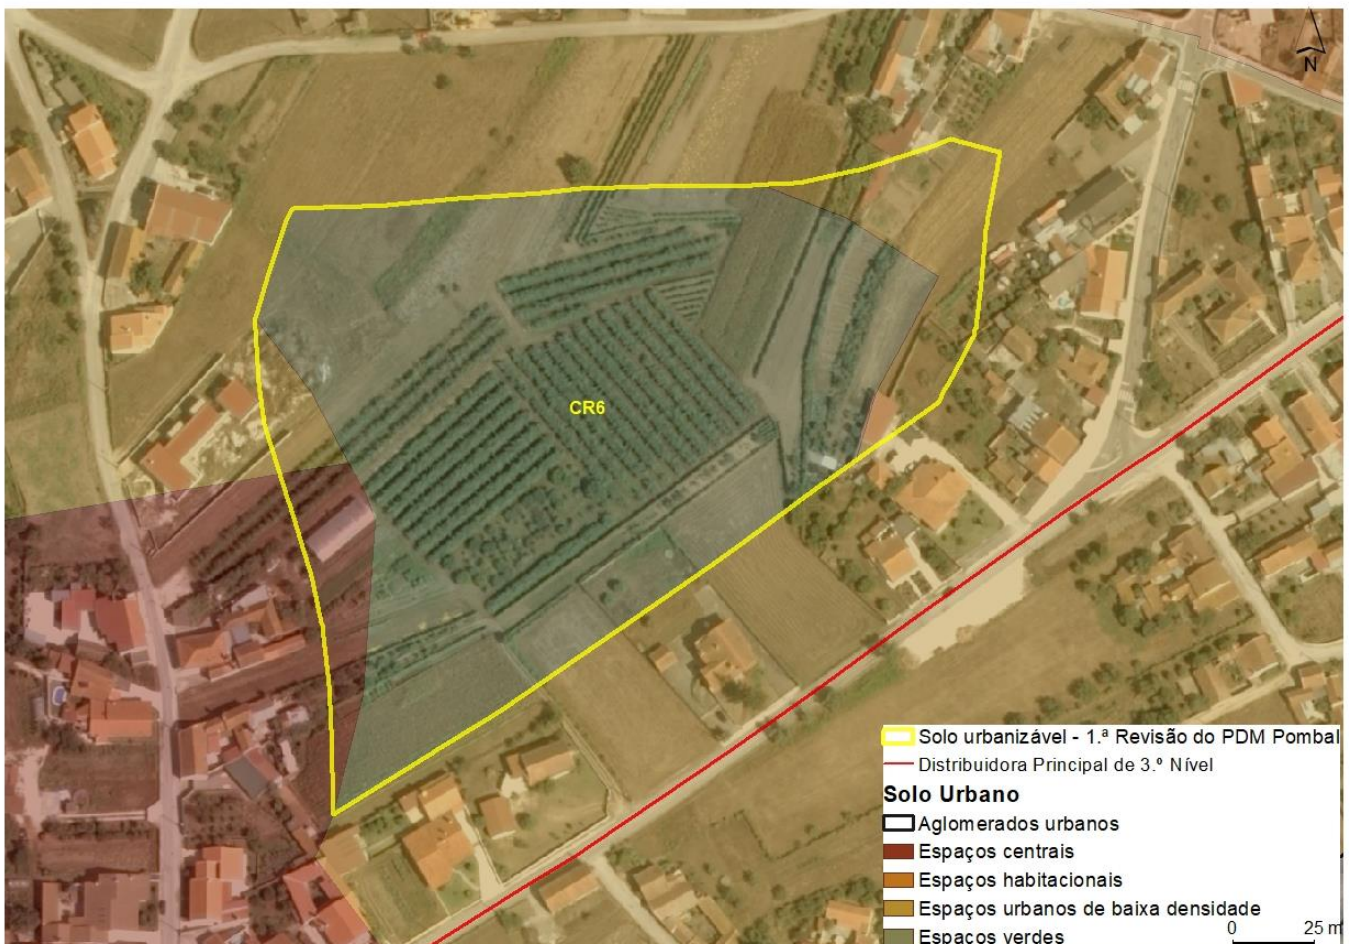 N
CR6
Solo urbanizável - 1.ª Revisão do PDM Pombal
Distribuidora Principal de 3.º Nível
Solo Urbano
Aglomerados urbanos
Espaços centrais
Espaços habitacionais
Espaços urbanos de baixa densidade
Espaços verdes
0 25 m